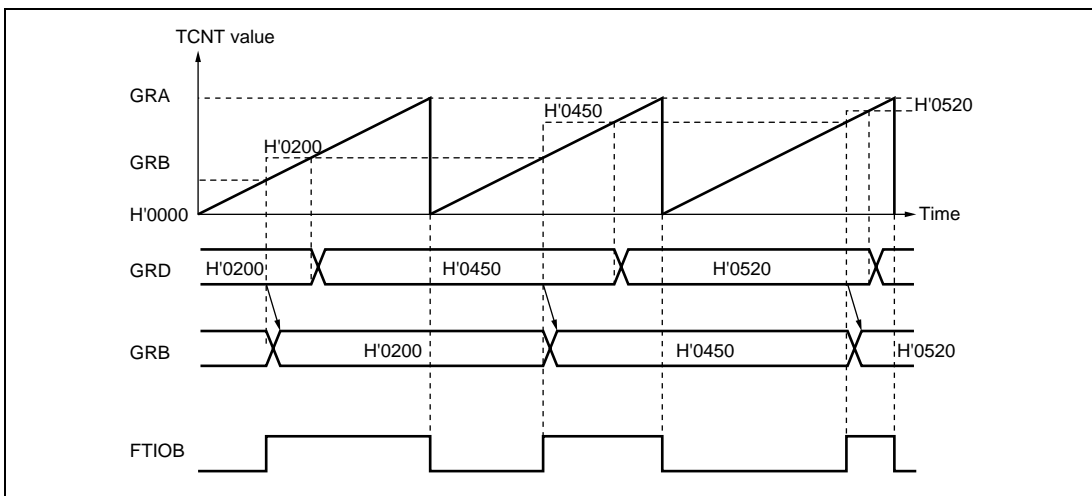 TCNT value
GRA
H'0520
H'0450
H'0200
GRB
H'0000
Time
GRD
H'0200
H'0450
H'0520
GRB
H'0200
H'0450
H'0520
FTIOB